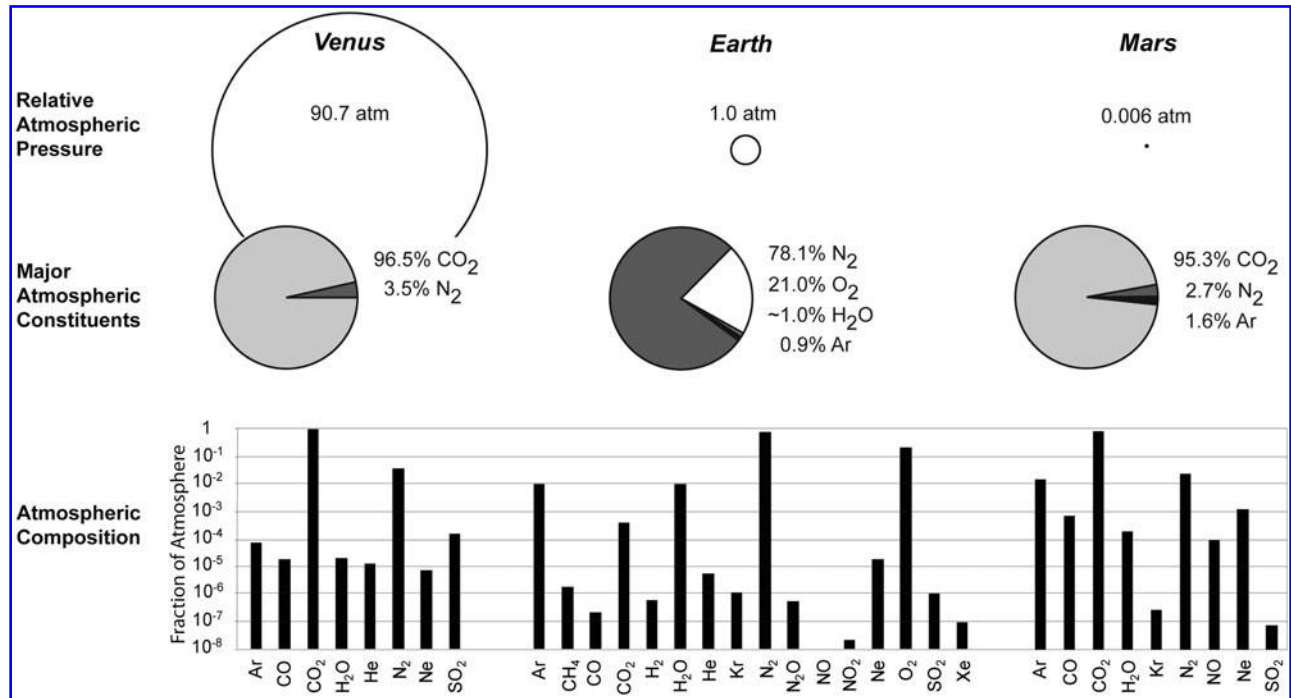 Venus
Earth
Mars
Relative
Atmospheric
Pressure
90.7 atm
1.0 atm
0.006 atm
Major
Atmospheric
Constituents
96.5% CO₂
3.5% N₂
78.1% N₂
21.0% O₂
~1.0% H₂O
0.9% Ar
95.3% CO₂
2.7% N₂
1.6% Ar
Atmospheric
Composition
Fraction of Atmosphere
1
10⁻¹
10⁻²
10⁻³
10⁻⁴
10⁻⁵
10⁻⁶
10⁻⁷
10⁻⁸
Ar CO CO₂ H₂O He N₂ Ne SO₂
Ar CH₄ CO CO₂ H₂ H₂O He Kr N₂ N₂O NO NO₂ Ne O₂ SO₂ Xe
Ar CO CO₂ H₂O Kr N₂ NO Ne SO₂